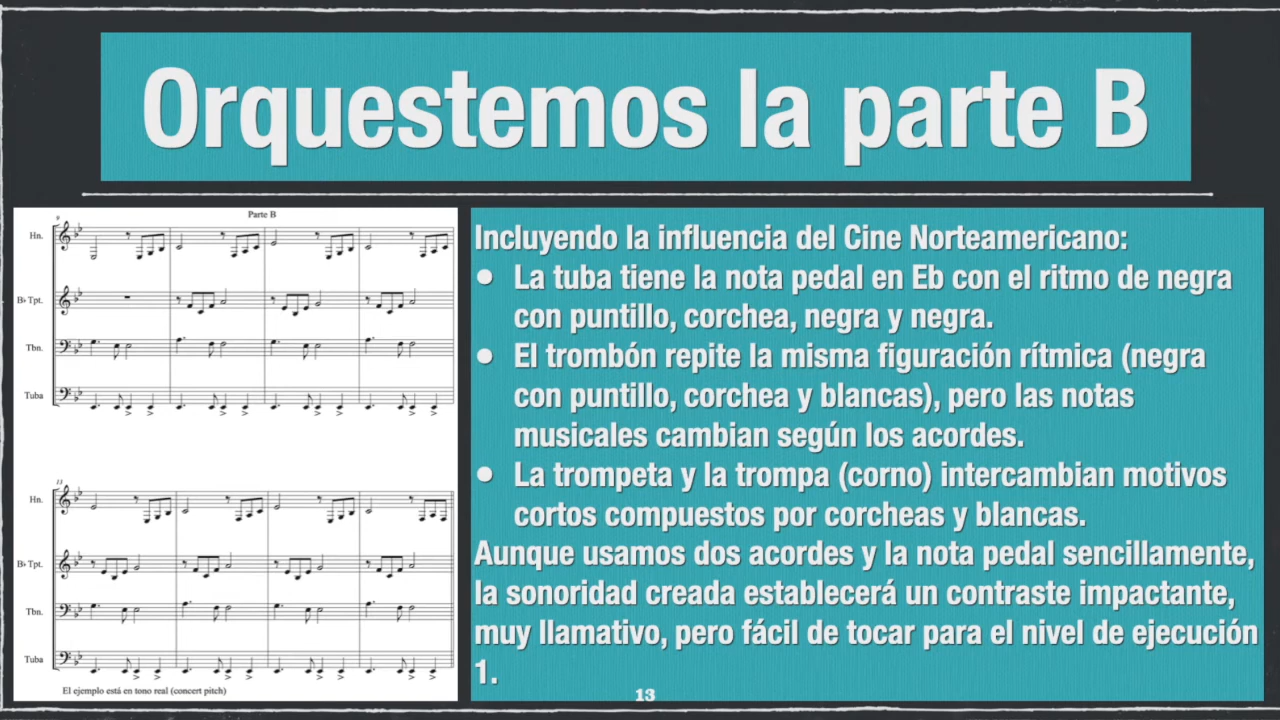 Orquestemos la parte B
Parte B
9
Hn.
B♭ Tpt.
Tbn.
Tuba
13
Hn.
B♭ Tpt.
Tbn.
Tuba
El ejemplo está en tono real (concert pitch)
Incluyendo la influencia del Cine Norteamericano:
• La tuba tiene la nota pedal en Eb con el ritmo de negra
con puntillo, corchea, negra y negra.
• El trombón repite la misma figuración rítmica (negra
con puntillo, corchea y blancas), pero las notas
musicales cambian según los acordes.
• La trompeta y la trompa (corno) intercambian motivos
cortos compuestos por corcheas y blancas.
Aunque usamos dos acordes y la nota pedal sencillamente,
la sonoridad creada establecerá un contraste impactante,
muy llamativo, pero fácil de tocar para el nivel de ejecución
1.
13